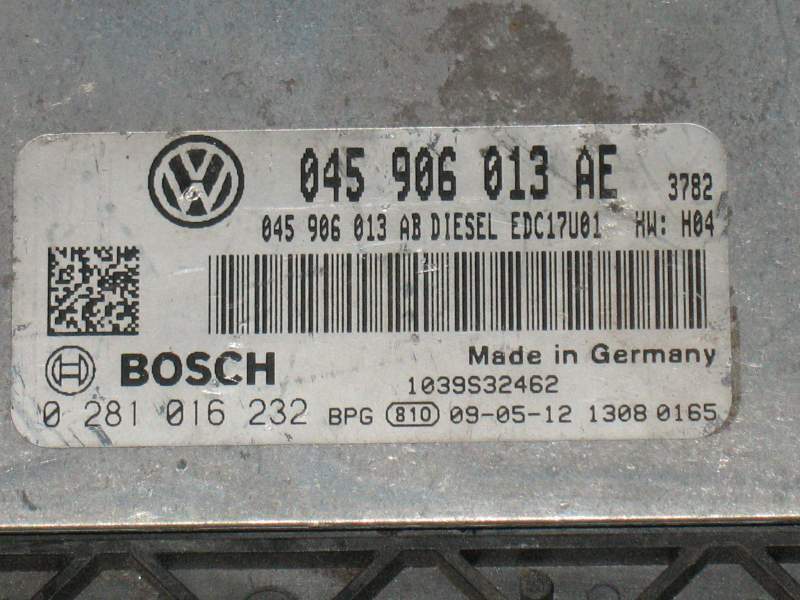 045 906 013 AE 3782
045 906 013 AB DIESEL EDC17U01 HW: H04
BOSCH Made in Germany
1039S32462
0 281 016 232 BPG 810 09-05-12 1308 0165